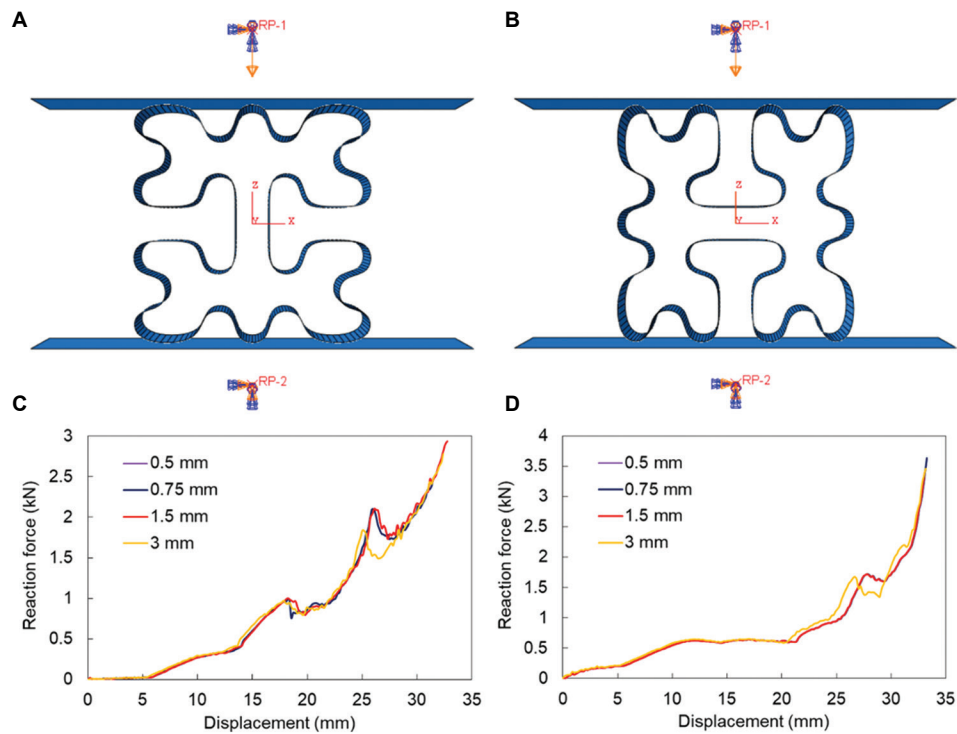 A
RP-1
Z
Y
X
RP-2
B
RP-1
Z
Y
X
RP-2
C
3
2.5
2
1.5
1
0.5
0
Reaction force (kN)
0.5 mm
0.75 mm
1.5 mm
3 mm
0 5 10 15 20 25 30 35
Displacement (mm)
D
4
3.5
3
2.5
2
1.5
1
0.5
0
Reaction force (kN)
0.5 mm
0.75 mm
1.5 mm
3 mm
0 5 10 15 20 25 30 35
Displacement (mm)